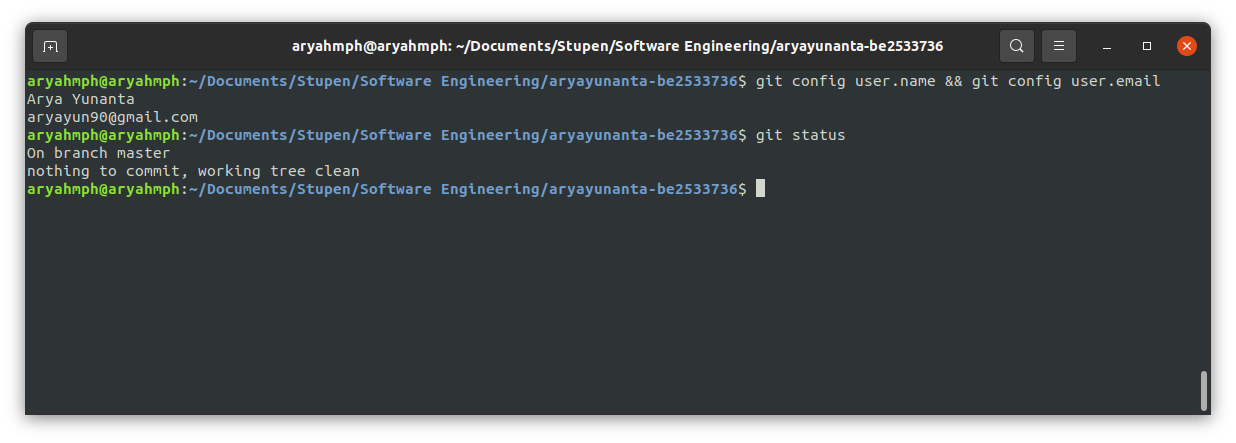 aryahmph@aryahmph: ~/Documents/Stupen/Software Engineering/aryayunanta-be2533736
aryahmph@aryahmph:~/Documents/Stupen/Software Engineering/aryayunanta-be2533736$ git config user.name && git config user.email
Arya Yunanta
aryayun90@gmail.com
aryahmph@aryahmph:~/Documents/Stupen/Software Engineering/aryayunanta-be2533736$ git status
On branch master
nothing to commit, working tree clean
aryahmph@aryahmph:~/Documents/Stupen/Software Engineering/aryayunanta-be2533736$